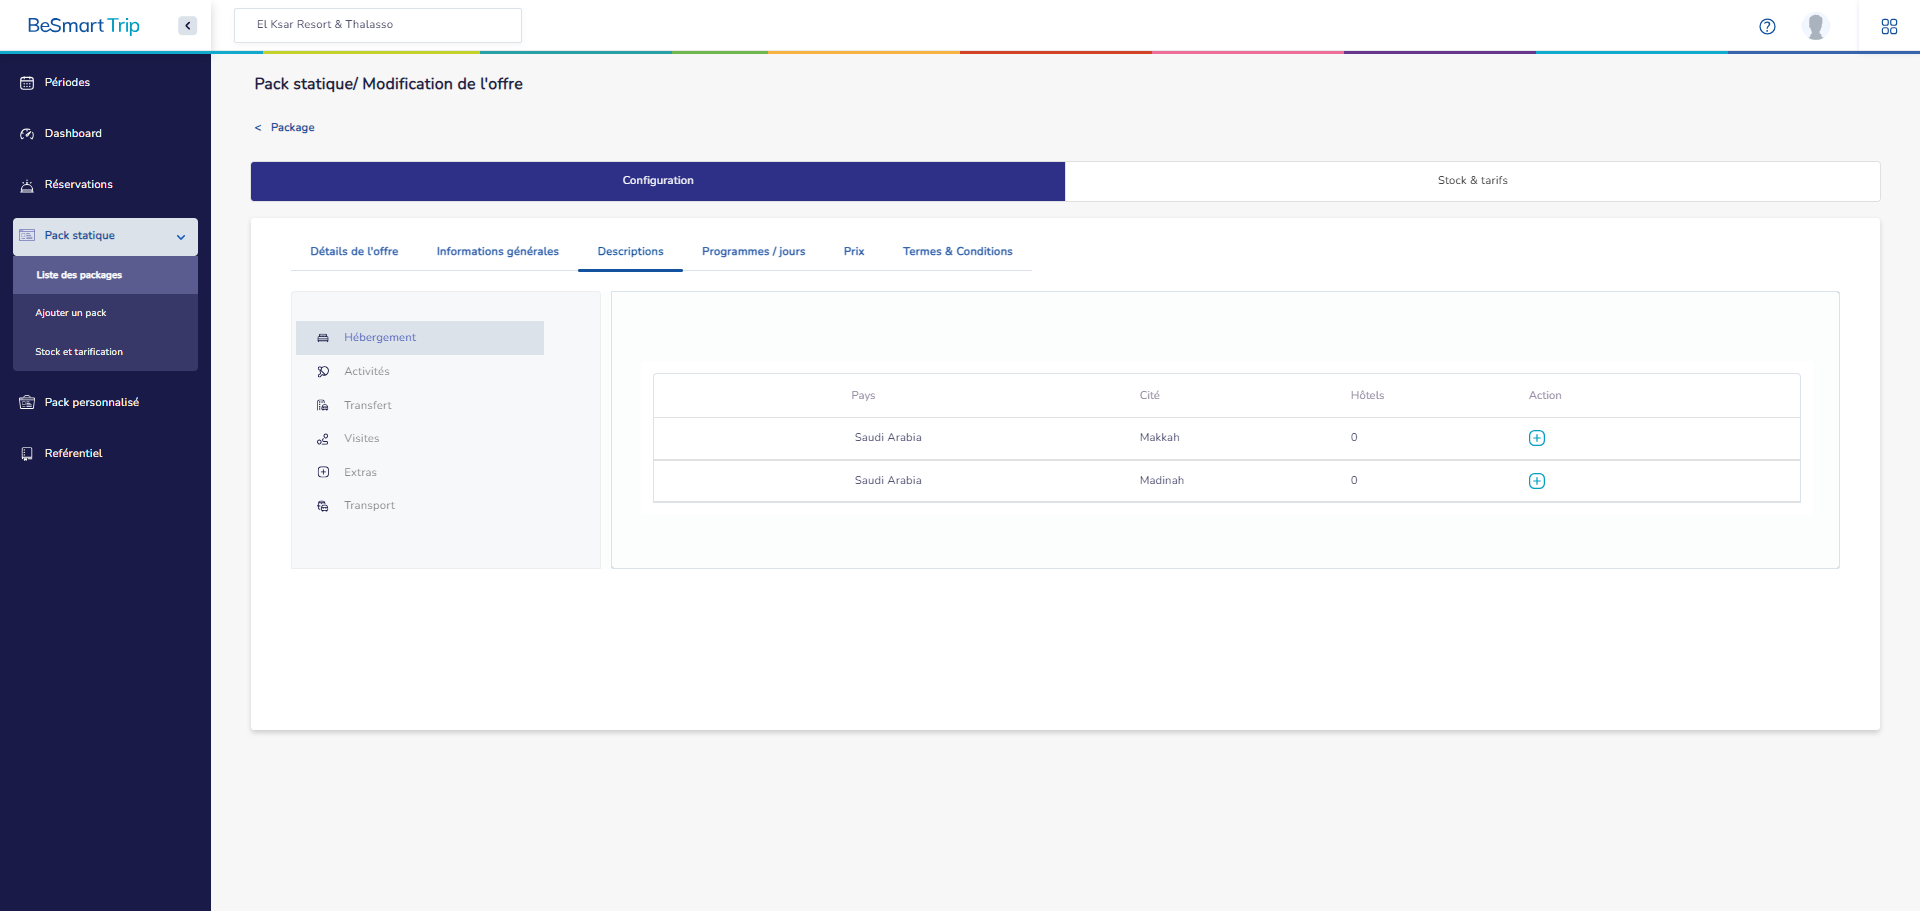 BeSmart Trip
El Ksar Resort & Thalasso
Périodes
Dashboard
Réservations
Pack statique
Liste des packages
Ajouter un pack
Stock et tarification
Pack personnalisé
Reférentiel
Pack statique/ Modification de l'offre
< Package
Configuration
Stock & tarifs
Détails de l'offre
Informations générales
Descriptions
Programmes / jours
Prix
Termes & Conditions
Hébergement
Activités
Transfert
Visites
Extras
Transport
Pays Cité Hôtels Action
Saudi Arabia Makkah 0
Saudi Arabia Madinah 0